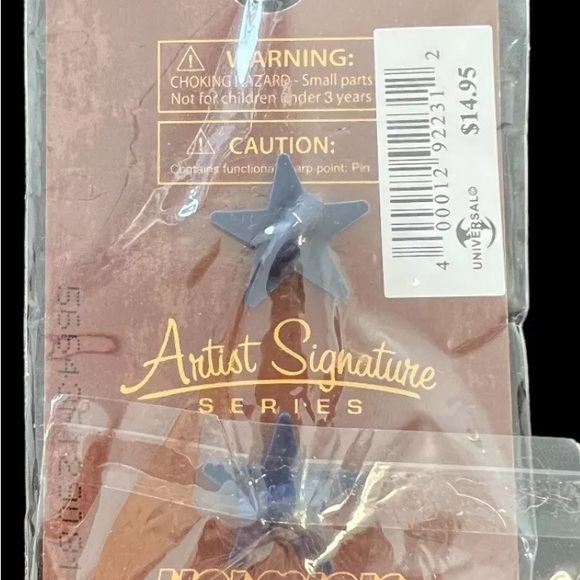 WARNING:
CHOKING HAZARD - Small parts
Not for children under 3 years
CAUTION:
Contains functional sharp point: Pin
4 00012 92231 2
$14.95
UNIVERSAL©
Artist Signature
SERIES